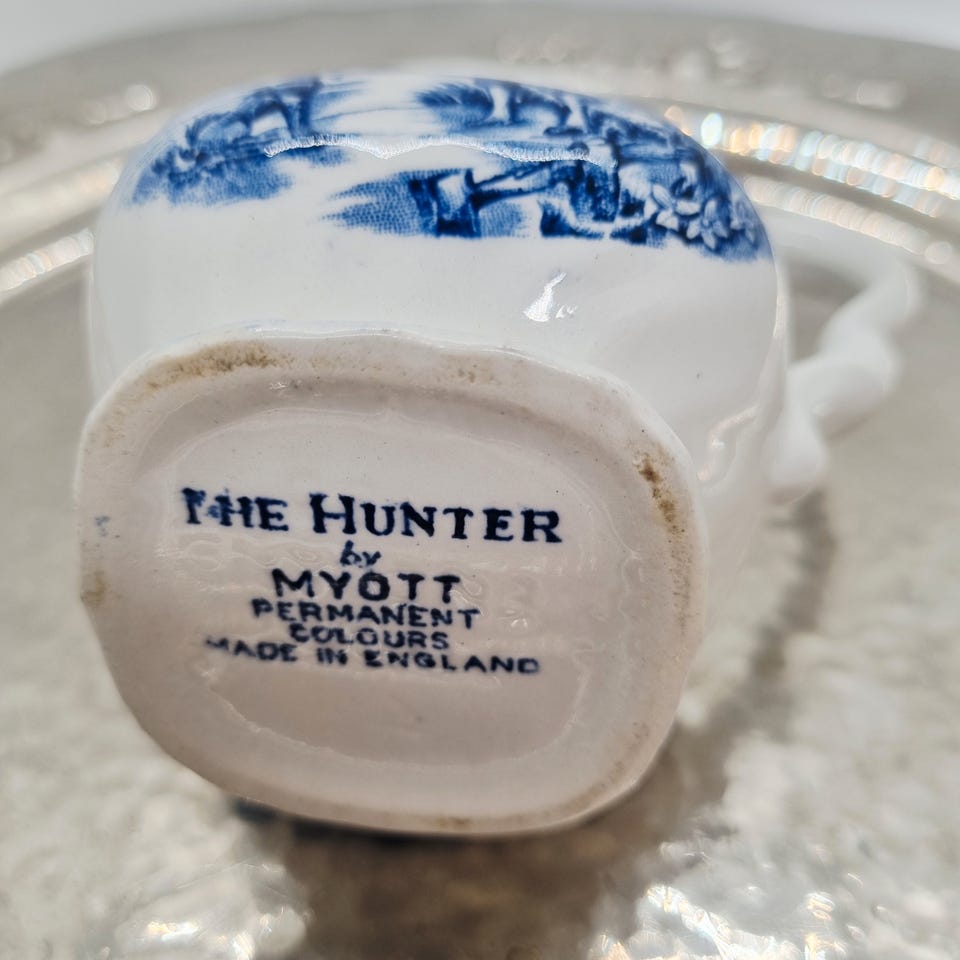 THE HUNTER
by
MYOTT
PERMANENT
COLOURS
MADE IN ENGLAND